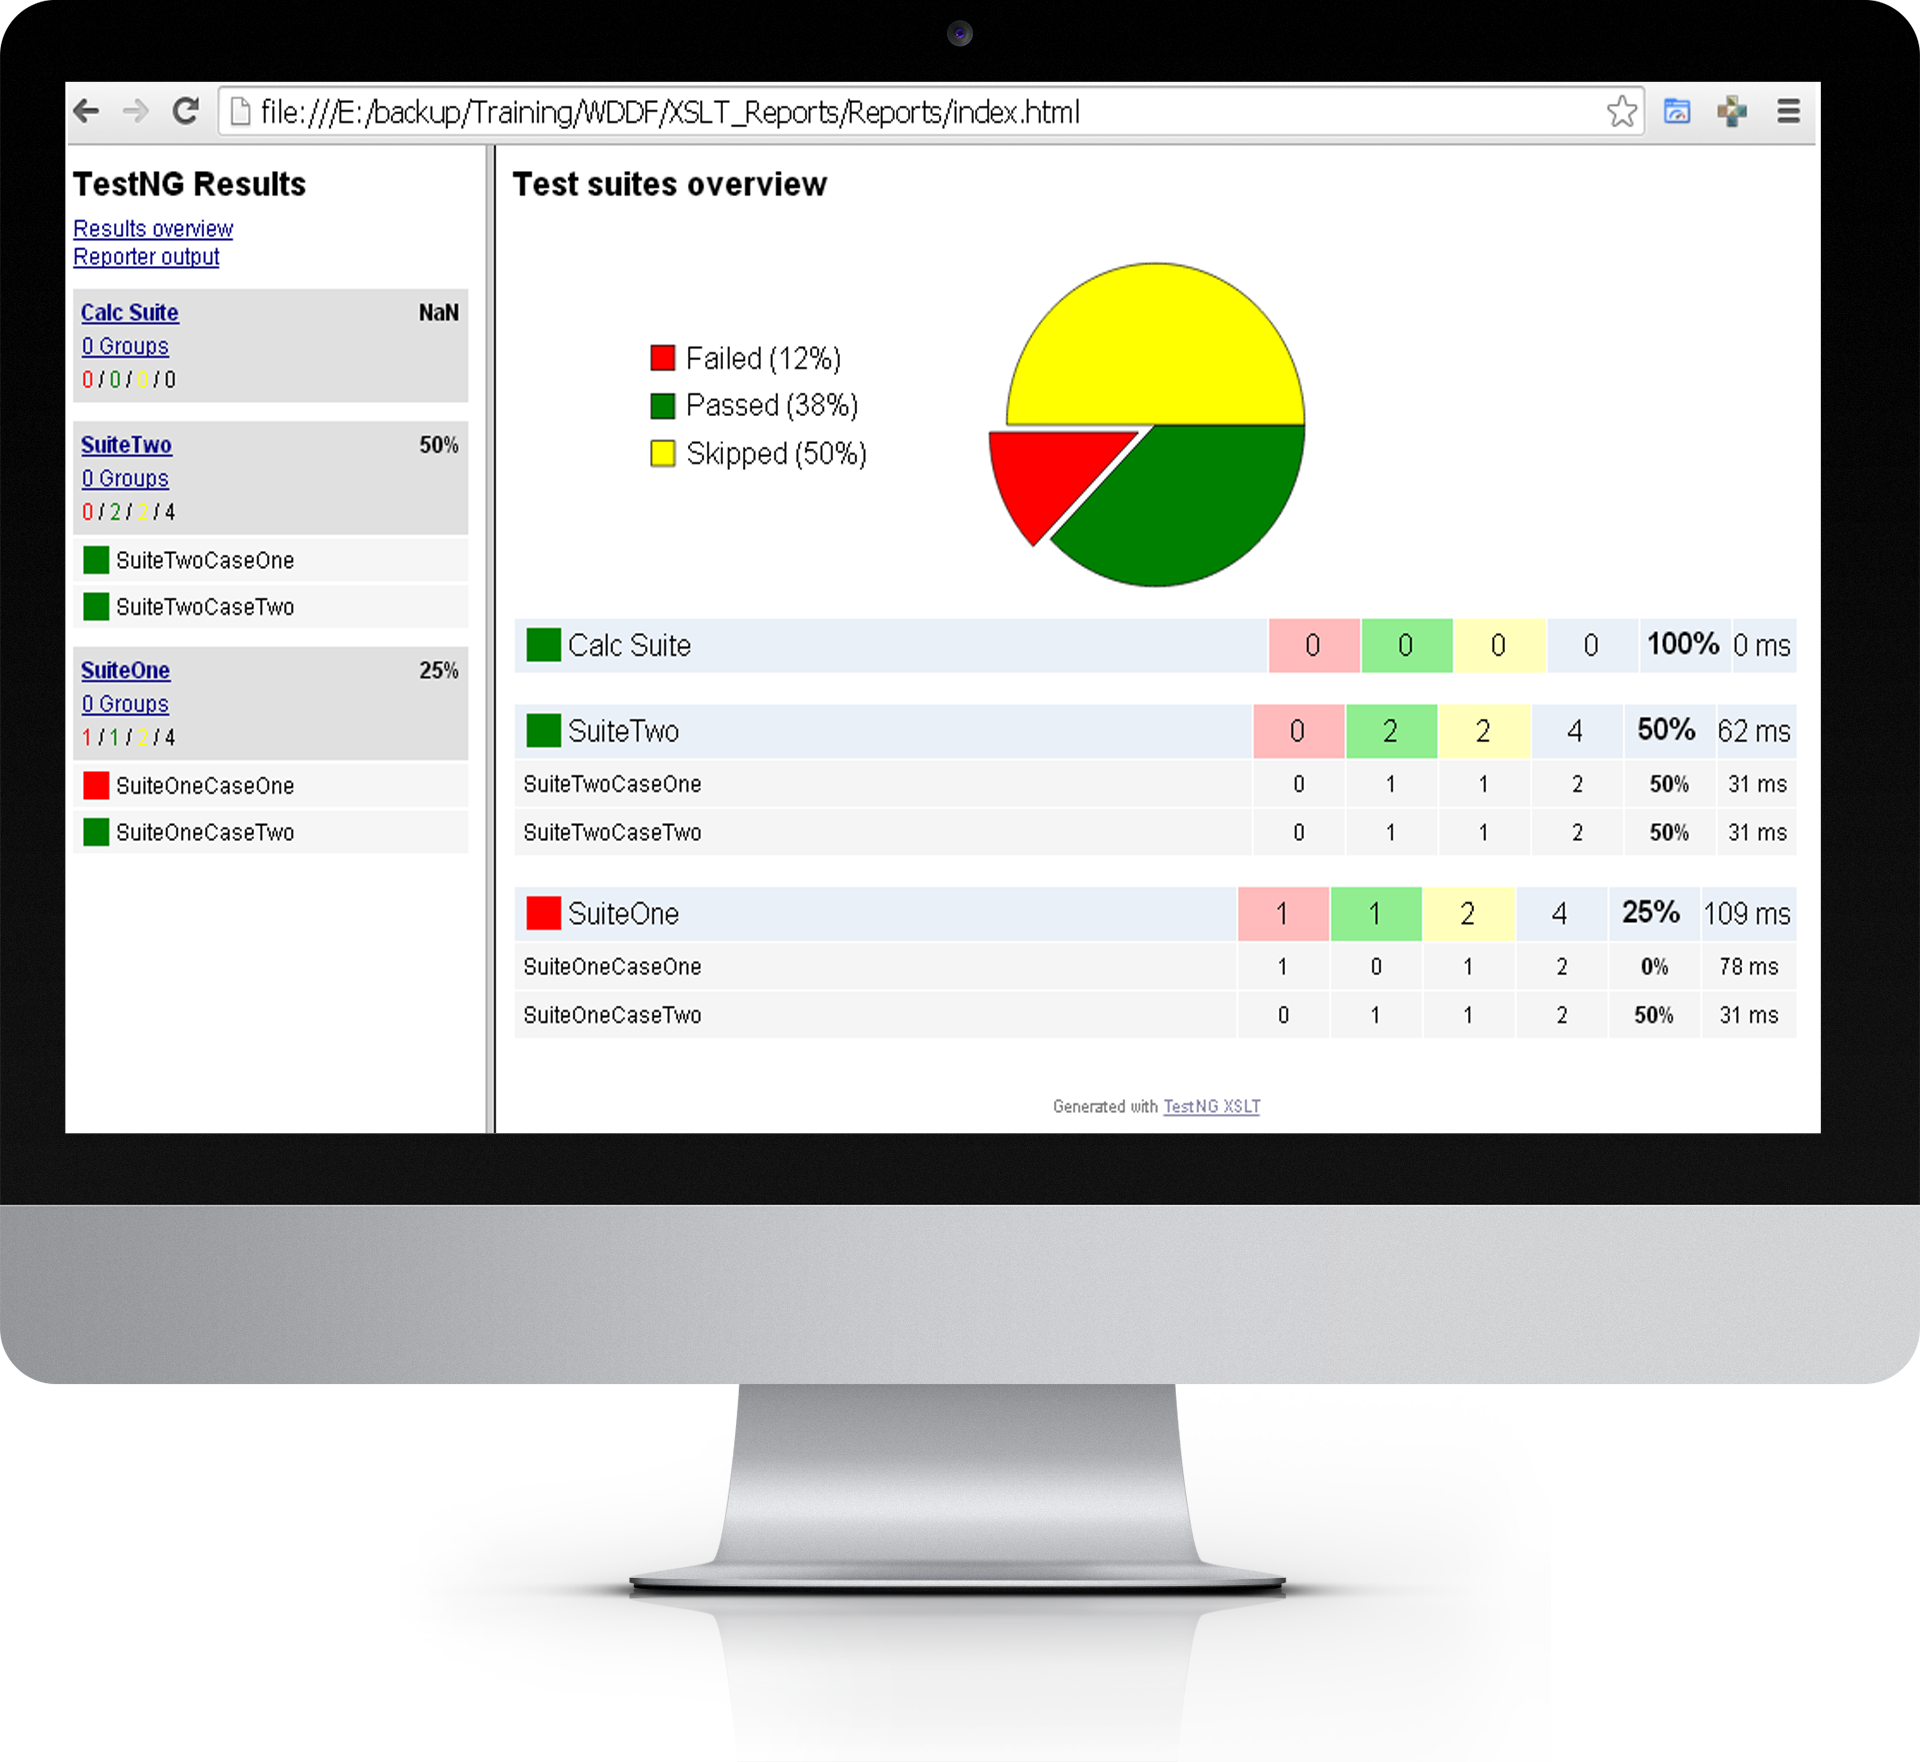 file:///E:/backup/Training/WDDF/XSLT_Reports/Reports/index.html
TestNG Results
Results overview
Reporter output
Calc Suite NaN
0 Groups
0 / 0 / 0 / 0
SuiteTwo 50%
0 Groups
0 / 2 / 2 / 4
SuiteTwoCaseOne
SuiteTwoCaseTwo
SuiteOne 25%
0 Groups
1 / 1 / 2 / 4
SuiteOneCaseOne
SuiteOneCaseTwo
Test suites overview
Failed (12%)
Passed (38%)
Skipped (50%)
Calc Suite 0 0 0 0 100% 0 ms
SuiteTwo 0 2 2 4 50% 62 ms
SuiteTwoCaseOne 0 1 1 2 50% 31 ms
SuiteTwoCaseTwo 0 1 1 2 50% 31 ms
SuiteOne 1 1 2 4 25% 109 ms
SuiteOneCaseOne 1 0 1 2 0% 78 ms
SuiteOneCaseTwo 0 1 1 2 50% 31 ms
Generated with TestNG XSLT